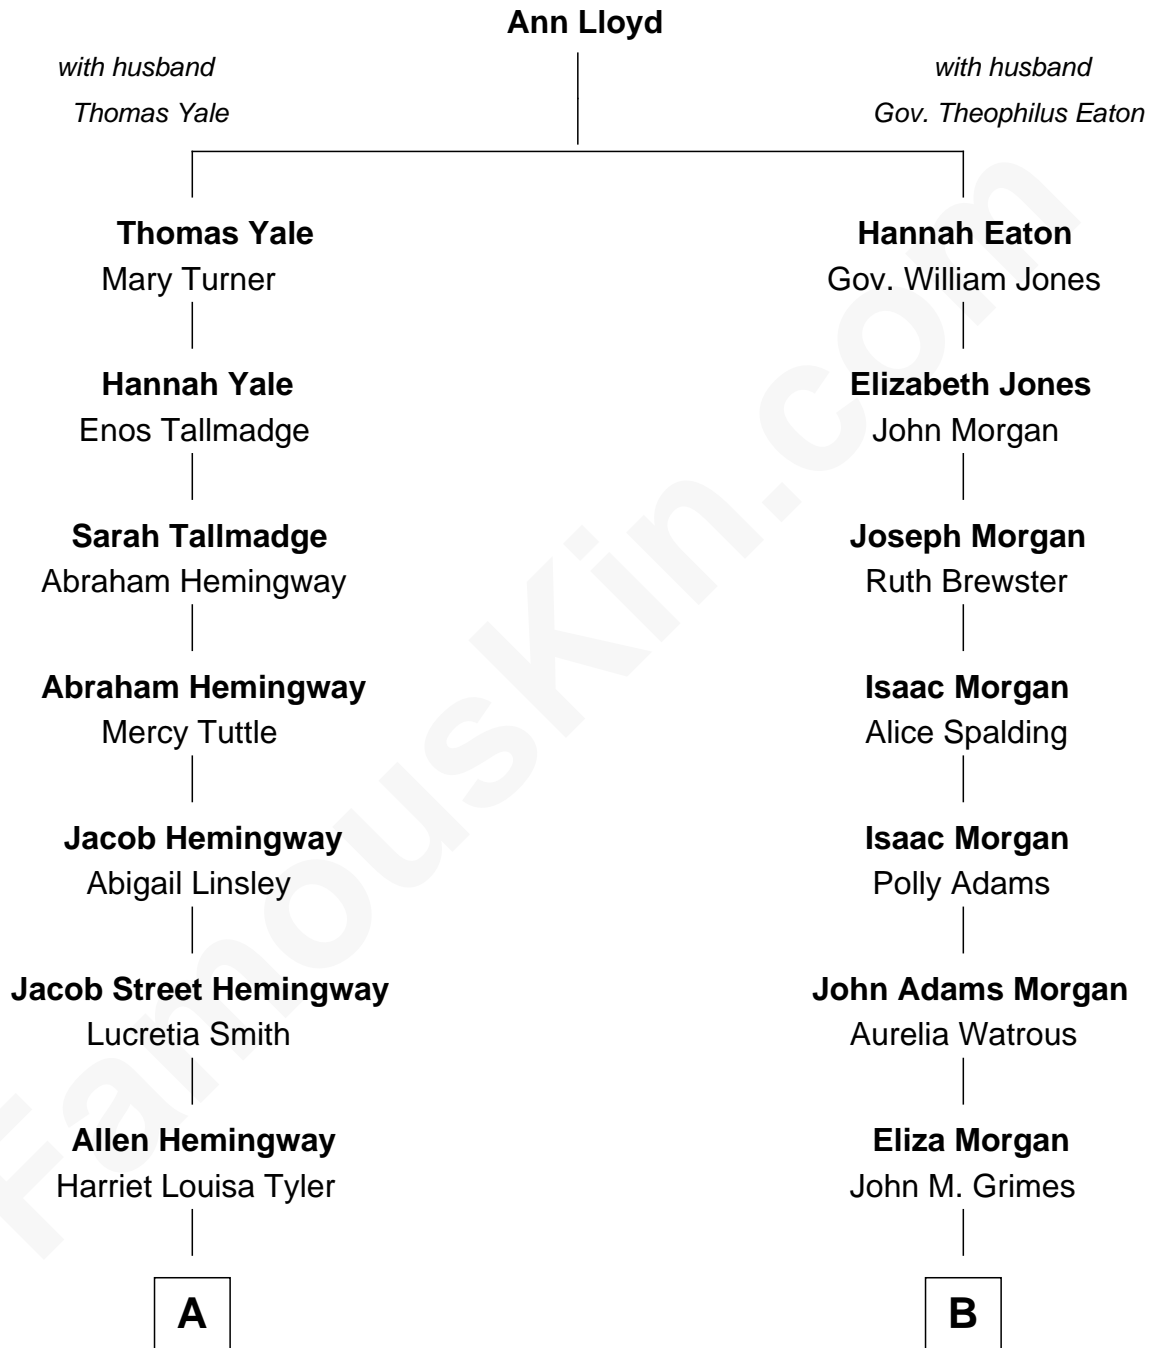 Ann Lloyd
with husband
Thomas Yale
with husband
Gov. Theophilus Eaton
Thomas Yale
Mary Turner
Hannah Eaton
Gov. William Jones
Hannah Yale
Enos Tallmadge
Elizabeth Jones
John Morgan
Sarah Tallmadge
Abraham Hemingway
Joseph Morgan
Ruth Brewster
Abraham Hemingway
Mercy Tuttle
Isaac Morgan
Alice Spalding
Jacob Hemingway
Abigail Linsley
Isaac Morgan
Polly Adams
Jacob Street Hemingway
Lucretia Smith
John Adams Morgan
Aurelia Watrous
Allen Hemingway
Harriet Louisa Tyler
Eliza Morgan
John M. Grimes
A
B
FamousKin.com